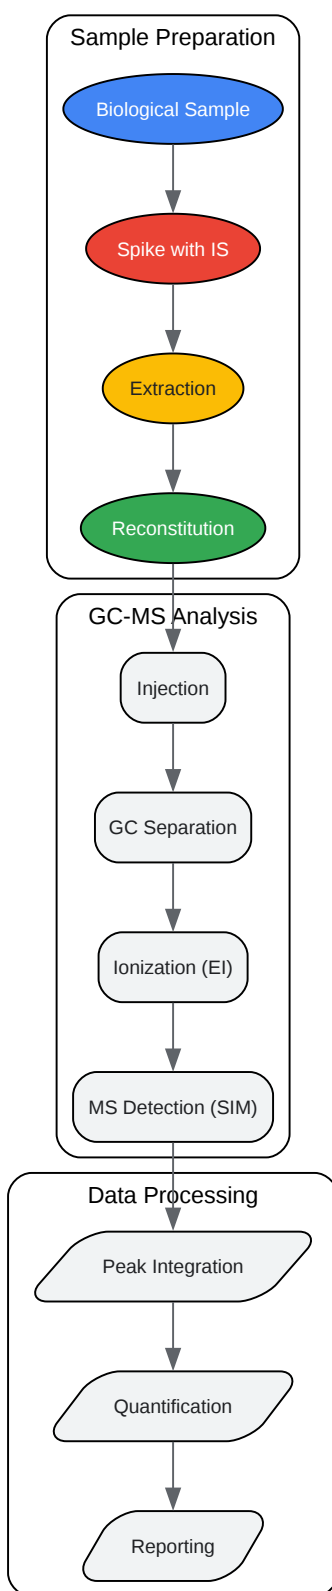 Sample Preparation
Biological Sample
Spike with IS
Extraction
Reconstitution
GC-MS Analysis
Injection
GC Separation
Ionization (EI)
MS Detection (SIM)
Data Processing
Peak Integration
Quantification
Reporting